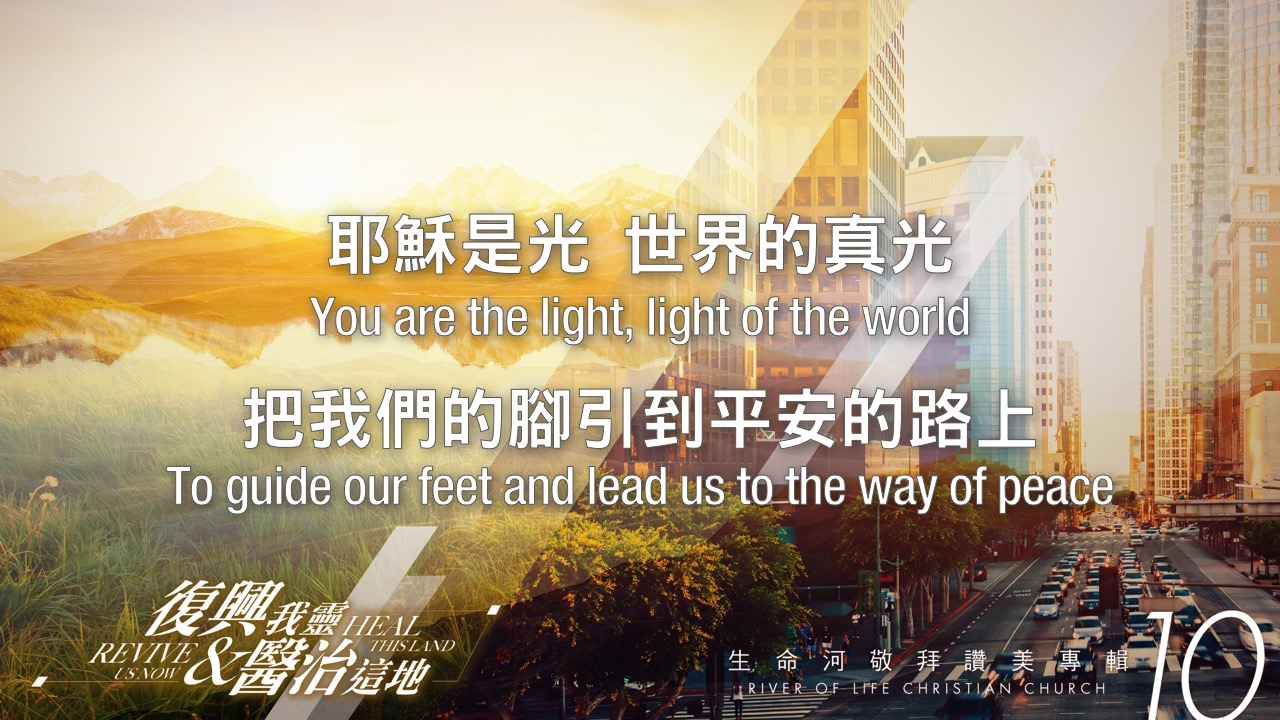 耶穌是光 世界的真光
You are the light, light of the world
把我們的腳引到平安的路上
To guide our feet and lead us to the way of peace
復興我靈 HEAL THIS LAND
REVIVE US NOW & 醫治這地
生命河敬拜讚美專輯 10
RIVER OF LIFE CHRISTIAN CHURCH